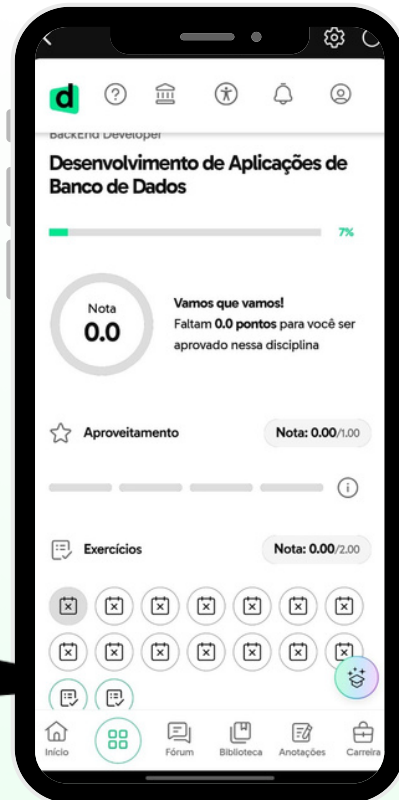 d
BackEnd Developer
Desenvolvimento de Aplicações de
Banco de Dados
7%
Nota
0.0
Vamos que vamos!
Faltam 0.0 pontos para você ser
aprovado nessa disciplina
Aproveitamento
Nota: 0.00/1.00
Exercícios
Nota: 0.00/2.00
Início
Fórum
Biblioteca
Anotações
Carreira